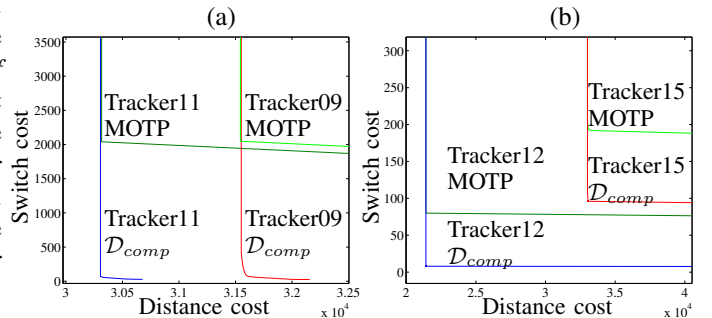 (a)
(b)
Switch cost
3500
3000
2500
2000
1500
1000
500
0
Tracker11
MOTP
Tracker09
MOTP
Tracker11
𝒟comp
Tracker09
𝒟comp
3
3.05
3.1
3.15
3.2
3.25
x 10⁴
Distance cost
Switch cost
300
250
200
150
100
50
0
Tracker15
MOTP
Tracker12
MOTP
Tracker15
𝒟comp
Tracker12
𝒟comp
2
2.5
3
3.5
4
x 10⁴
Distance cost